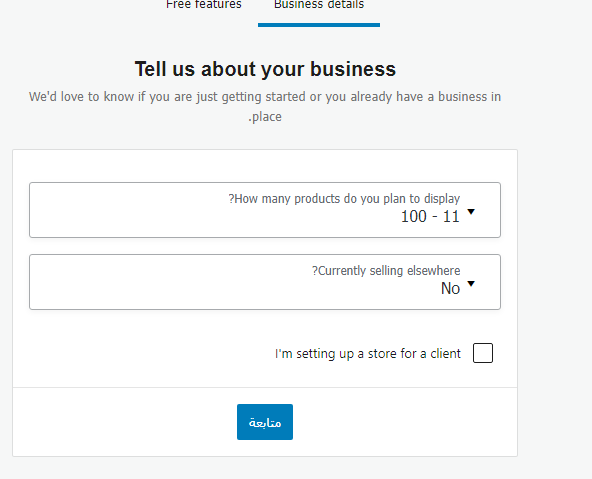 Free features
Business details
Tell us about your business
We'd love to know if you are just getting started or you already have a business in
.place
?How many products do you plan to display
100 - 11
?Currently selling elsewhere
No
I'm setting up a store for a client
متابعة